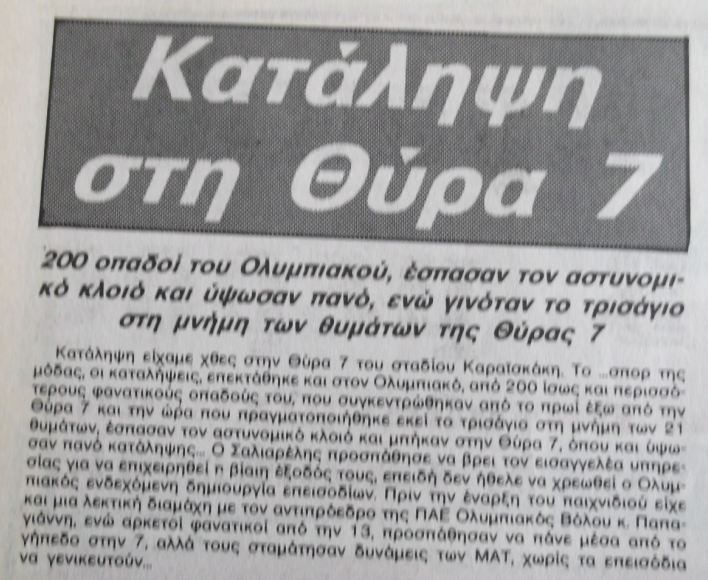 Κατάληψη
στη Θύρα 7
200 οπαδοί του Ολυμπιακού, έσπασαν τον αστυνομι-
κό κλοιό και ύψωσαν πανό, ενώ γινόταν το τρισάγιο
στη μνήμη των θυμάτων της Θύρας 7
Κατάληψη είχαμε χθες στην Θύρα 7 του σταδίου Καραϊσκάκη. Το ...σπορ της
μόδας, οι καταλήψεις, επεκτάθηκε και στον Ολυμπιακό, από 200 ίσως και περισσό-
τερους φανατικούς οπαδούς του, που συγκεντρώθηκαν από το πρωί έξω από την
Θύρα 7 και την ώρα που πραγματοποιήθηκε εκεί το τρισάγιο στη μνήμη των 21
θυμάτων, έσπασαν τον αστυνομικό κλοιό και μπήκαν στην Θύρα 7, όπου και ύψω-
σαν πανό κατάληψης... Ο Σαλιαρέλης προσπάθησε να βρει τον εισαγγελέα υπηρε-
σίας για να επιχειρηθεί η βίαιη έξοδός τους, επειδή δεν ήθελε να χρεωθεί ο Ολυμ-
πιακός ενδεχόμενη δημιουργία επεισοδίων. Πριν την έναρξη του παιχνιδιού είχε
και μια λεκτική διαμάχη με τον αντιπρόεδρο της ΠΑΕ Ολυμπιακός Βόλου κ. Παπα-
γιάννη, ενώ αρκετοί φανατικοί από την 13, προσπάθησαν να πάνε μέσα από το
γήπεδο στην 7, αλλά τους σταμάτησαν δυνάμεις των ΜΑΤ, χωρίς τα επεισόδια
να γενικευτούν...